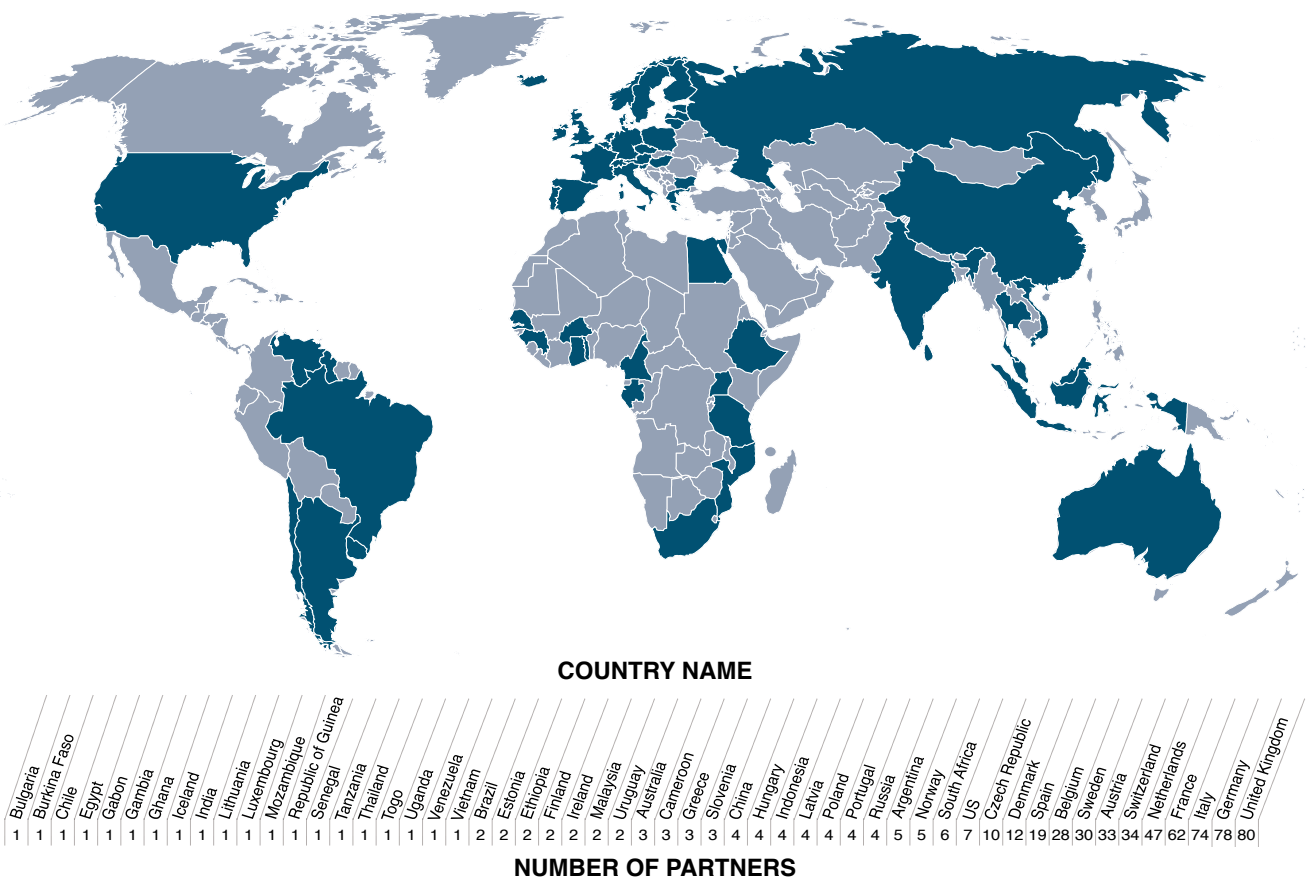 COUNTRY NAME
Bulgaria
Burkina Faso
Chile
Egypt
Gabon
Gambia
Ghana
Iceland
India
Lithuania
Luxembourg
Mozambique
Republic of Guinea
Senegal
Tanzania
Thailand
Togo
Uganda
Venezuela
Vietnam
Brazil
Estonia
Ethiopia
Finland
Ireland
Malaysia
Uruguay
Australia
Cameroon
Greece
Slovenia
China
Hungary
Indonesia
Latvia
Poland
Portugal
Russia
Argentina
Norway
South Africa
US
Czech Republic
Denmark
Spain
Belgium
Sweden
Austria
Switzerland
Netherlands
France
Italy
Germany
United Kingdom
1 1 1 1 1 1 1 1 1 1 1 1 1 1 1 1 1 1 1 1 2 2 2 2 2 2 2 3 3 3 3 4 4 4 4 4 4 4 5 5 6 7 10 12 19 28 30 33 34 47 62 74 78 80
NUMBER OF PARTNERS